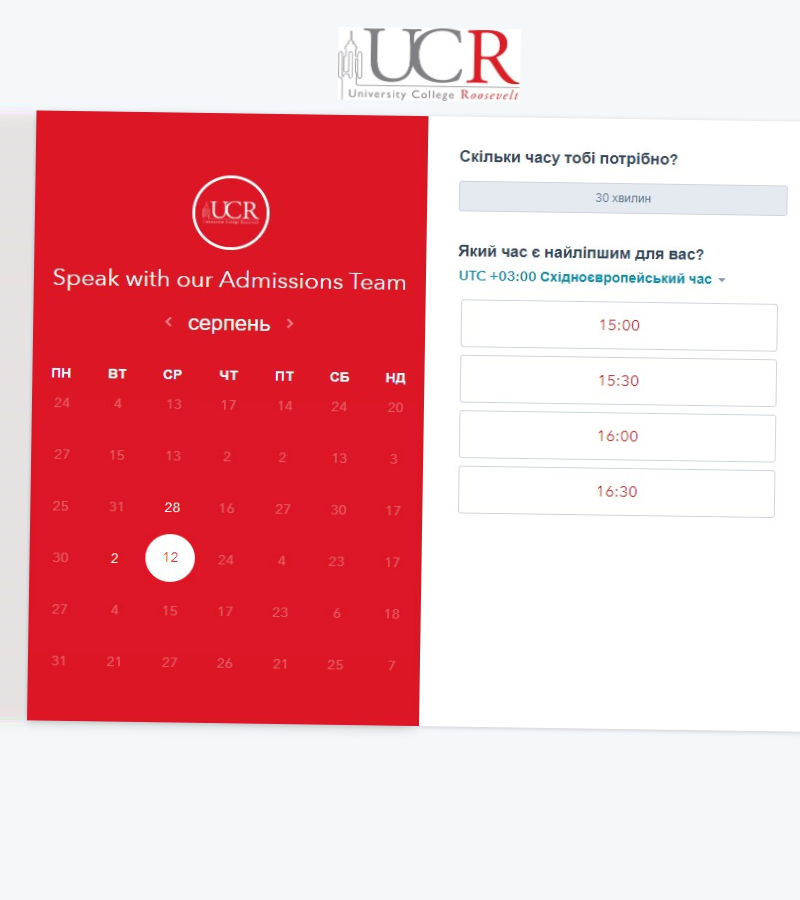 UCR
University College Roosevelt
UCR
Speak with our Admissions Team
серпень
ПН ВТ СР ЧТ ПТ СБ НД
24 4 13 17 14 24 20
27 15 13 2 2 13 3
25 31 28 16 27 30 17
30 2 12 24 4 23 17
27 4 15 17 23 6 18
31 21 27 26 21 25 7
Скільки часу тобі потрібно?
30 хвилин
Який час є найліпшим для вас?
UTC +03:00 Східноєвропейський час
15:00
15:30
16:00
16:30